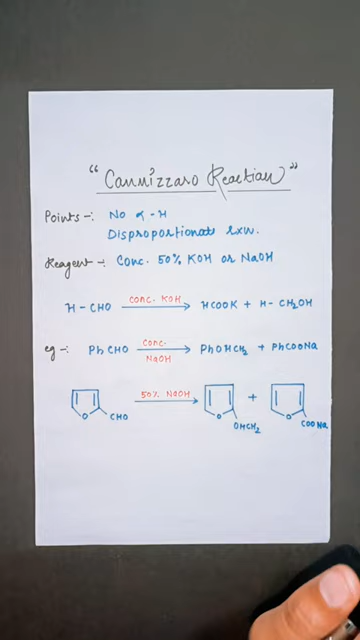 "Cannizzaro Reaction"
Points -: No α -H
Disproportionate rxn.
Reagent -: Conc. 50% KOH or NaOH
H - CHO conc. KOH HCOOK + H- CH2OH
eg -: PhCHO conc. NaOH PhOHCH2 + PhCOONa
O CHO 50% NaOH O OHCH2 + O COONa